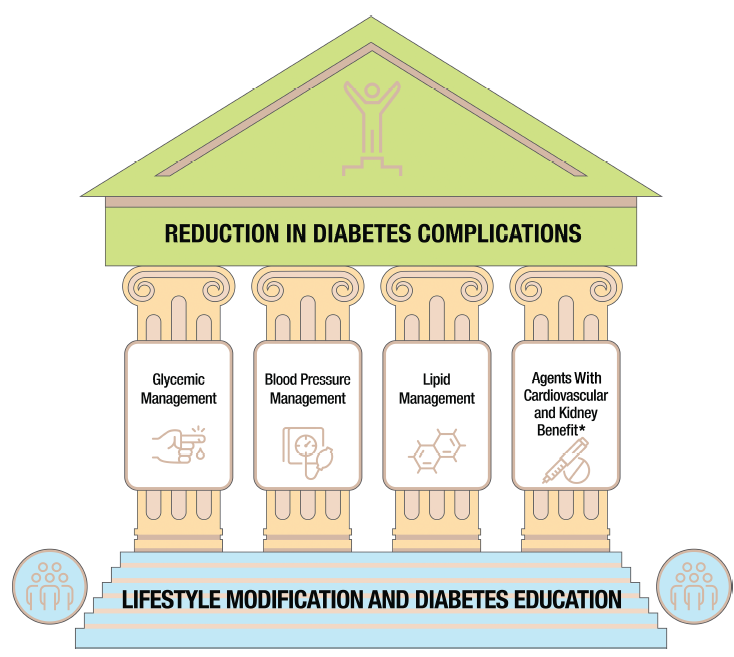 REDUCTION IN DIABETES COMPLICATIONS
Glycemic
Management
Blood Pressure
Management
Lipid
Management
Agents With
Cardiovascular
and Kidney
Benefit*
LIFESTYLE MODIFICATION AND DIABETES EDUCATION